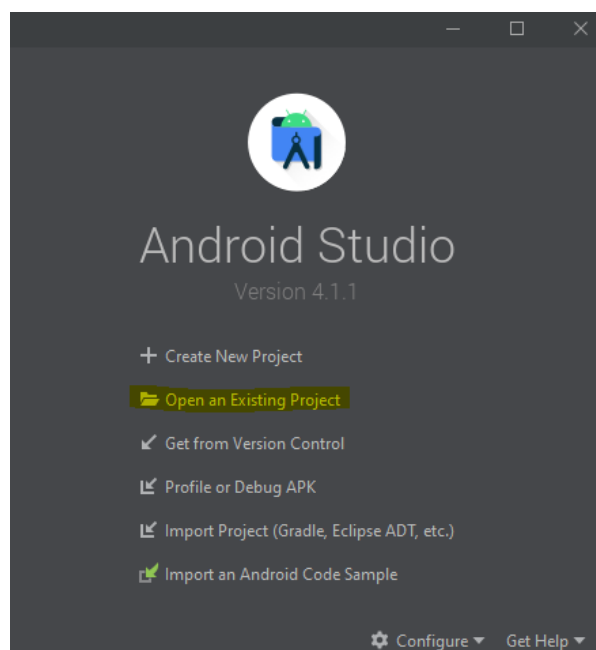 Android Studio
Version 4.1.1
Create New Project
Open an Existing Project
Get from Version Control
Profile or Debug APK
Import Project (Gradle, Eclipse ADT, etc.)
Import an Android Code Sample
Configure Get Help